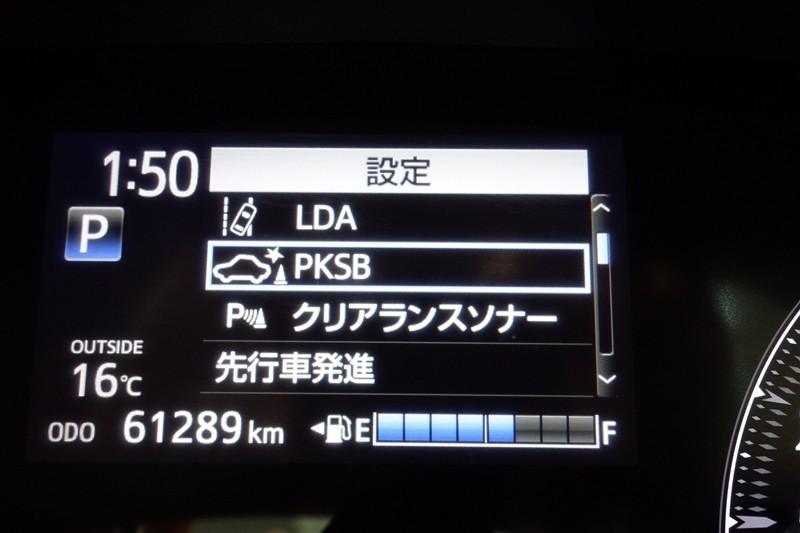 1:50
設定
P
LDA
PKSB
P クリアランスソナー
先行車発進
OUTSIDE
16℃
ODO 61289 km E F